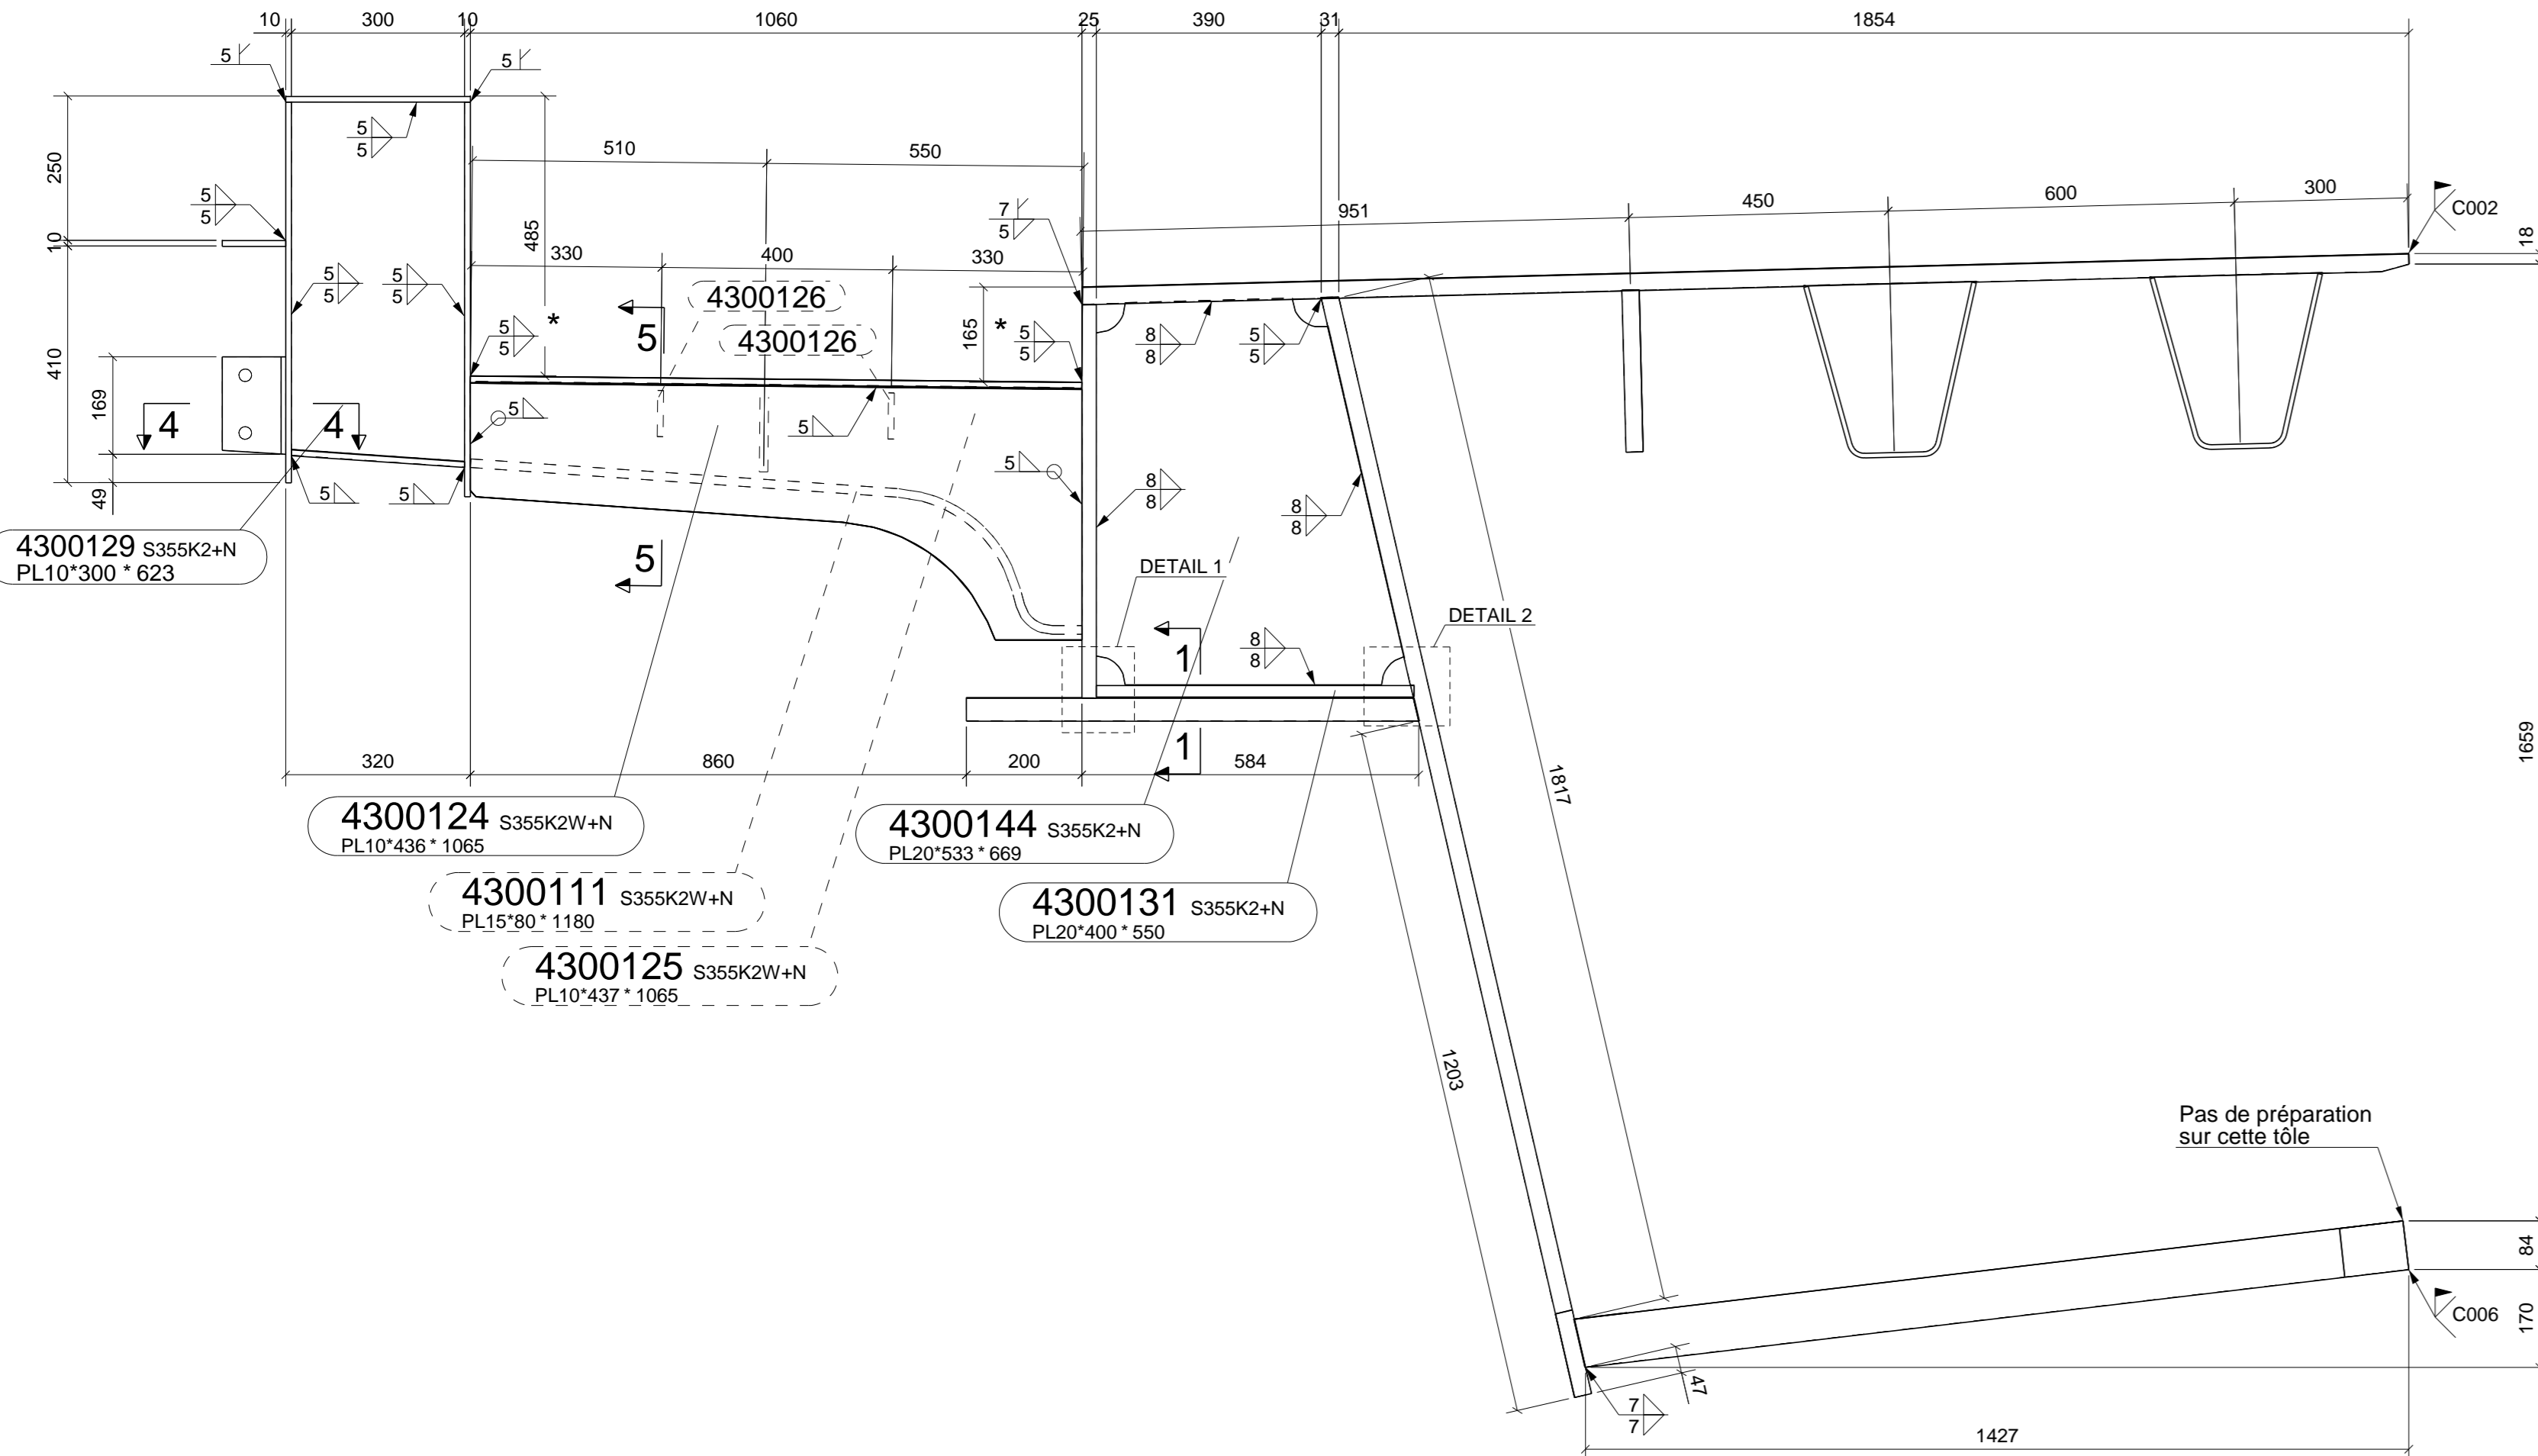 10 300 10 1060 25 390 31 1854
5 5
5
5
250
510 550
5
5
7
5
951 450 600 300
C002
18
10
485
330 400 330
4300126
5
5
5
5
5
5
*
5
165
*
5
5
8
8
5
5
4300126
410
169
4 4
5
5
5
8
8
8
8
49
5 5
4300129 S355K2+N
PL10*300 * 623
5
DETAIL 1
DETAIL 2
8
8
1
1659
1
320 860 200 584
1817
4300124 S355K2W+N
PL10*436 * 1065
4300144 S355K2+N
PL20*533 * 669
4300111 S355K2W+N
PL15*80 * 1180
4300131 S355K2+N
PL20*400 * 550
4300125 S355K2W+N
PL10*437 * 1065
1203
Pas de préparation
sur cette tôle
84
C006
170
47
7
7
1427